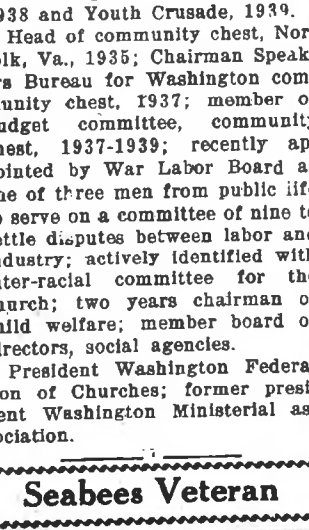 938 and Youth Crusade, 1939.
Head of community chest, Nor
olk, Va., 1935; Chairman Speak
rs Bureau for Washington com
unity chest, 1937; member o
udget committee, community
hest, 1937-1939; recently ap
ointed by War Labor Board a
ne of three men from public life
o serve on a committee of nine to
ettle disputes between labor and
ndustry; actively identified with
nter-racial committee for the
hurch; two years chairman o
hild welfare; member board o
irectors, social agencies.
President Washington Federa
ion of Churches; former presi
ent Washington Ministerial as
ociation.
Seabees Veteran